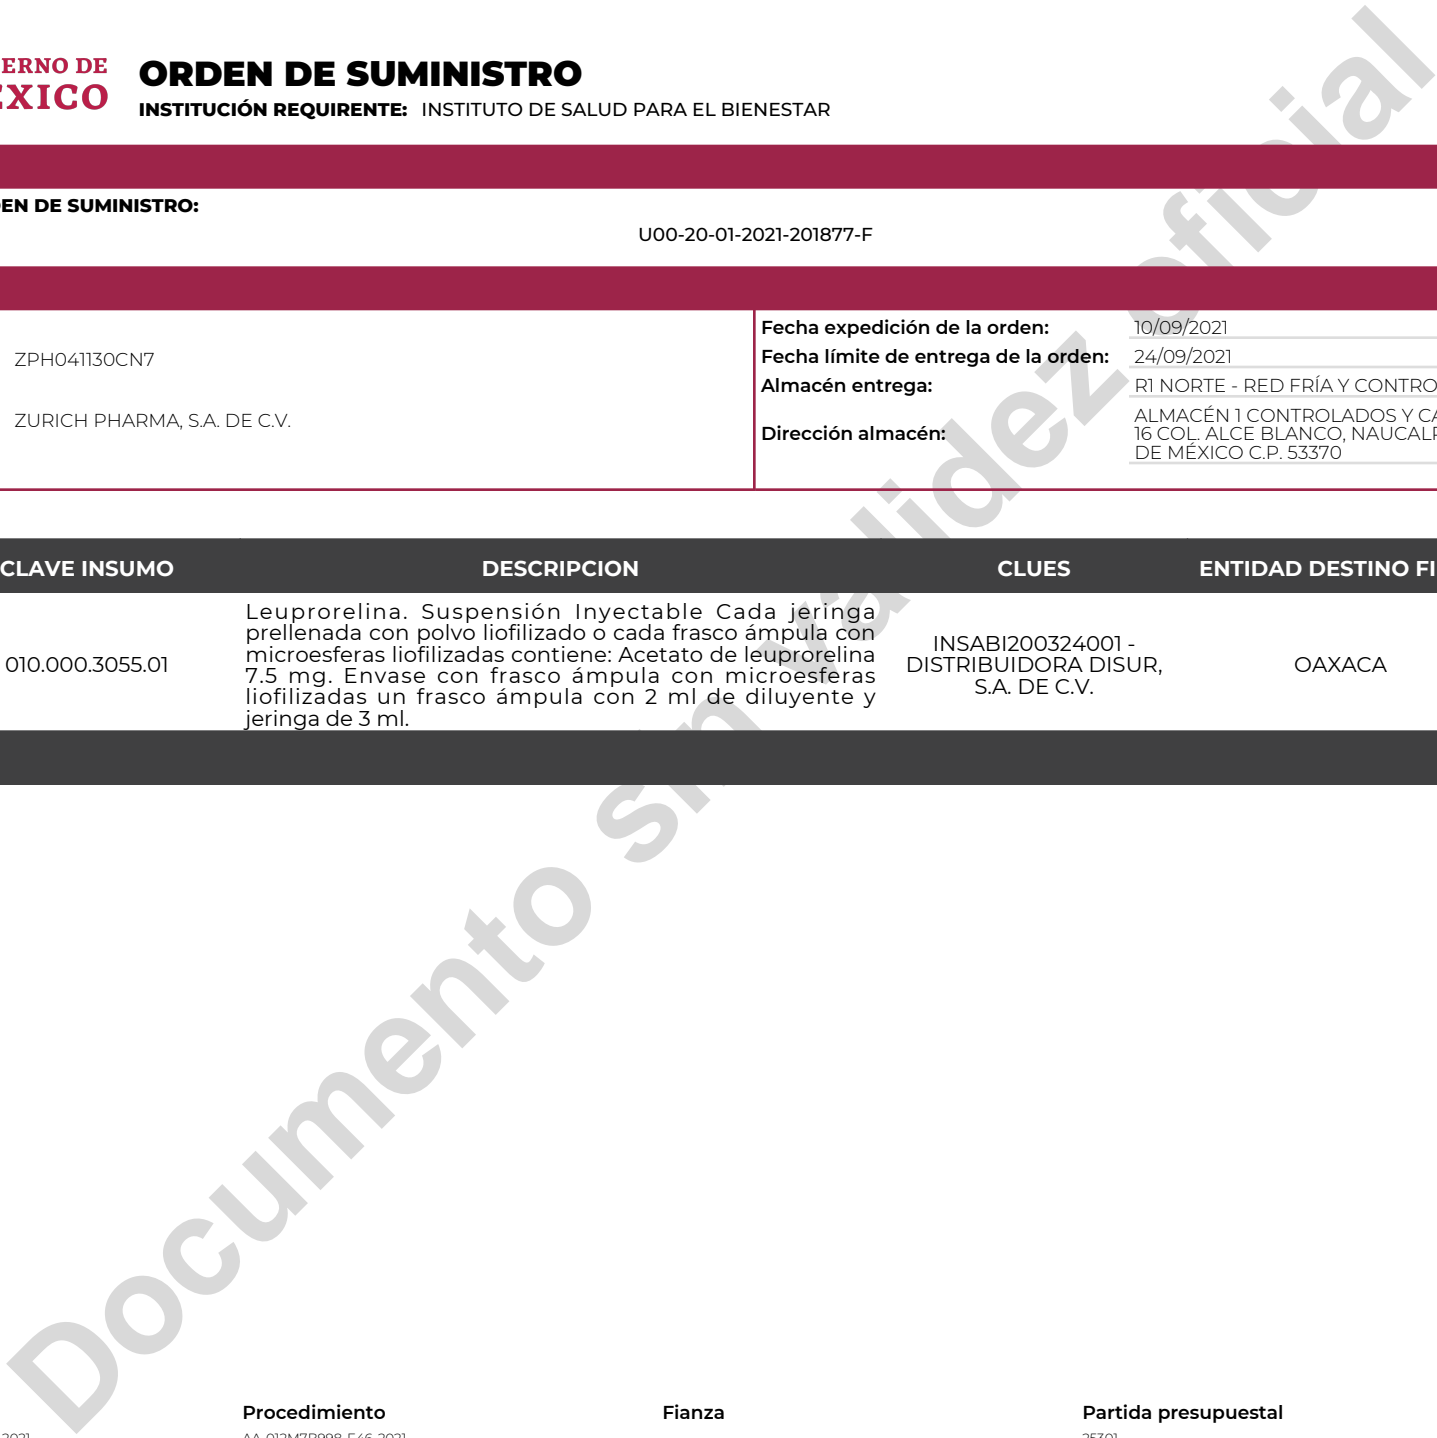 ERNO DE
ÉXICO
ORDEN DE SUMINISTRO
INSTITUCIÓN REQUIRENTE: INSTITUTO DE SALUD PARA EL BIENESTAR
EN DE SUMINISTRO:
U00-20-01-2021-201877-F
ZPH041130CN7
ZURICH PHARMA, S.A. DE C.V.
Fecha expedición de la orden: 10/09/2021
Fecha límite de entrega de la orden: 24/09/2021
Almacén entrega: R1 NORTE - RED FRÍA Y CONTRO
Dirección almacén: ALMACÉN 1 CONTROLADOS Y CA
16 COL. ALCE BLANCO, NAUCALP
DE MÉXICO C.P. 53370
CLAVE INSUMO DESCRIPCION CLUES ENTIDAD DESTINO FI
010.000.3055.01
Leuprorelina. Suspensión Inyectable Cada jeringa
prellenada con polvo liofilizado o cada frasco ámpula con
microesferas liofilizadas contiene: Acetato de leuprorelina
7.5 mg. Envase con frasco ámpula con microesferas
liofilizadas un frasco ámpula con 2 ml de diluyente y
jeringa de 3 ml.
INSABI200324001 -
DISTRIBUIDORA DISUR,
S.A. DE C.V.
OAXACA
Documento sin validez oficial
Procedimiento Fianza Partida presupuestal